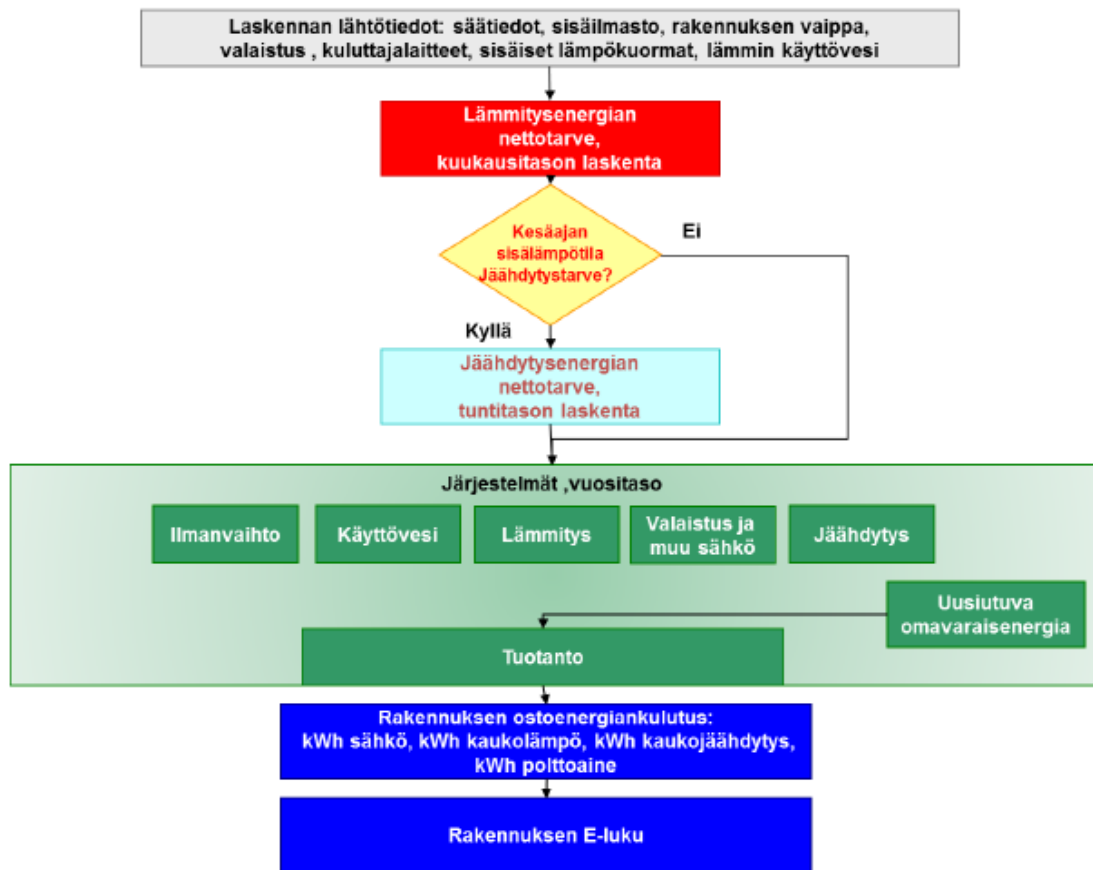 Laskennan lähtötiedot: säätiedot, sisäilmasto, rakennuksen vaippa,
valaistus , kuluttajalaitteet, sisäiset lämpökuormat, lämmin käyttövesi
Lämmitysenergian
nettotarve,
kuukausitason laskenta
Kesäajan
sisälämpötila
Jäähdytystarve?
Ei
Kyllä
Jäähdytysenergian
nettotarve,
tuntitason laskenta
Järjestelmät ,vuositaso
Ilmanvaihto
Käyttövesi
Lämmitys
Valaistus ja
muu sähkö
Jäähdytys
Uusiutuva
omavaraisenergia
Tuotanto
Rakennuksen ostoenergiankulutus:
kWh sähkö, kWh kaukolämpö, kWh kaukojäähdytys,
kWh polttoaine
Rakennuksen E-luku